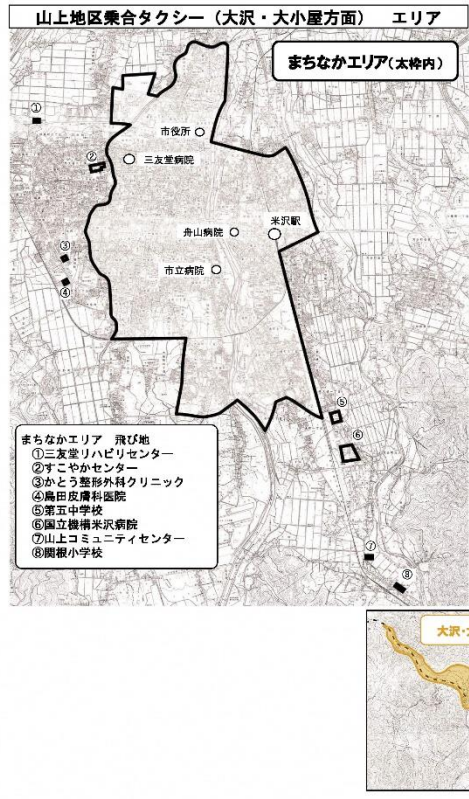 山上地区乗合タクシー（大沢・大小屋方面）　エリア
まちなかエリア（太枠内）
①
市役所
②
三友堂病院
舟山病院
米沢駅
③
市立病院
④
⑤
⑥
まちなかエリア　飛び地
①三友堂リハビリセンター
②すこやかセンター
③かとう整形外科クリニック
④島田皮膚科医院
⑤第五中学校
⑥国立機構米沢病院
⑦山上コミュニティセンター
⑧関根小学校
⑦
⑧
大沢・